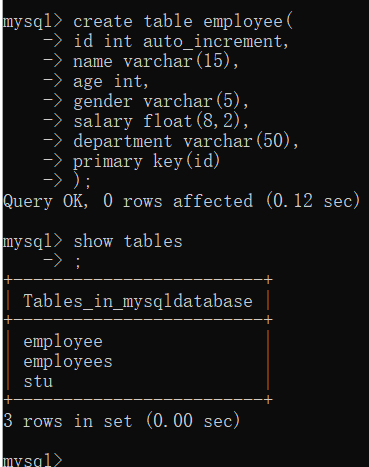 mysql> create table employee(
    -> id int auto_increment,
    -> name varchar(15),
    -> age int,
    -> gender varchar(5),
    -> salary float(8,2),
    -> department varchar(50),
    -> primary key(id)
    -> );
Query OK, 0 rows affected (0.12 sec)
mysql> show tables
    -> ;
+-------------------------+
| Tables_in_mysqldatabase |
+-------------------------+
| employee                |
| employees               |
| stu                     |
+-------------------------+
3 rows in set (0.00 sec)
mysql>